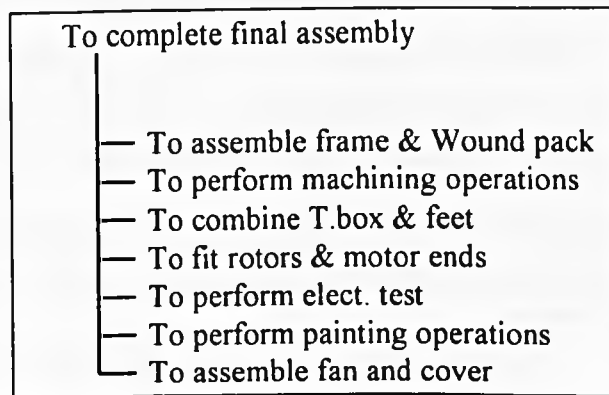 To complete final assembly
To assemble frame & Wound pack
To perform machining operations
To combine T.box & feet
To fit rotors & motor ends
To perform elect. test
To perform painting operations
To assemble fan and cover